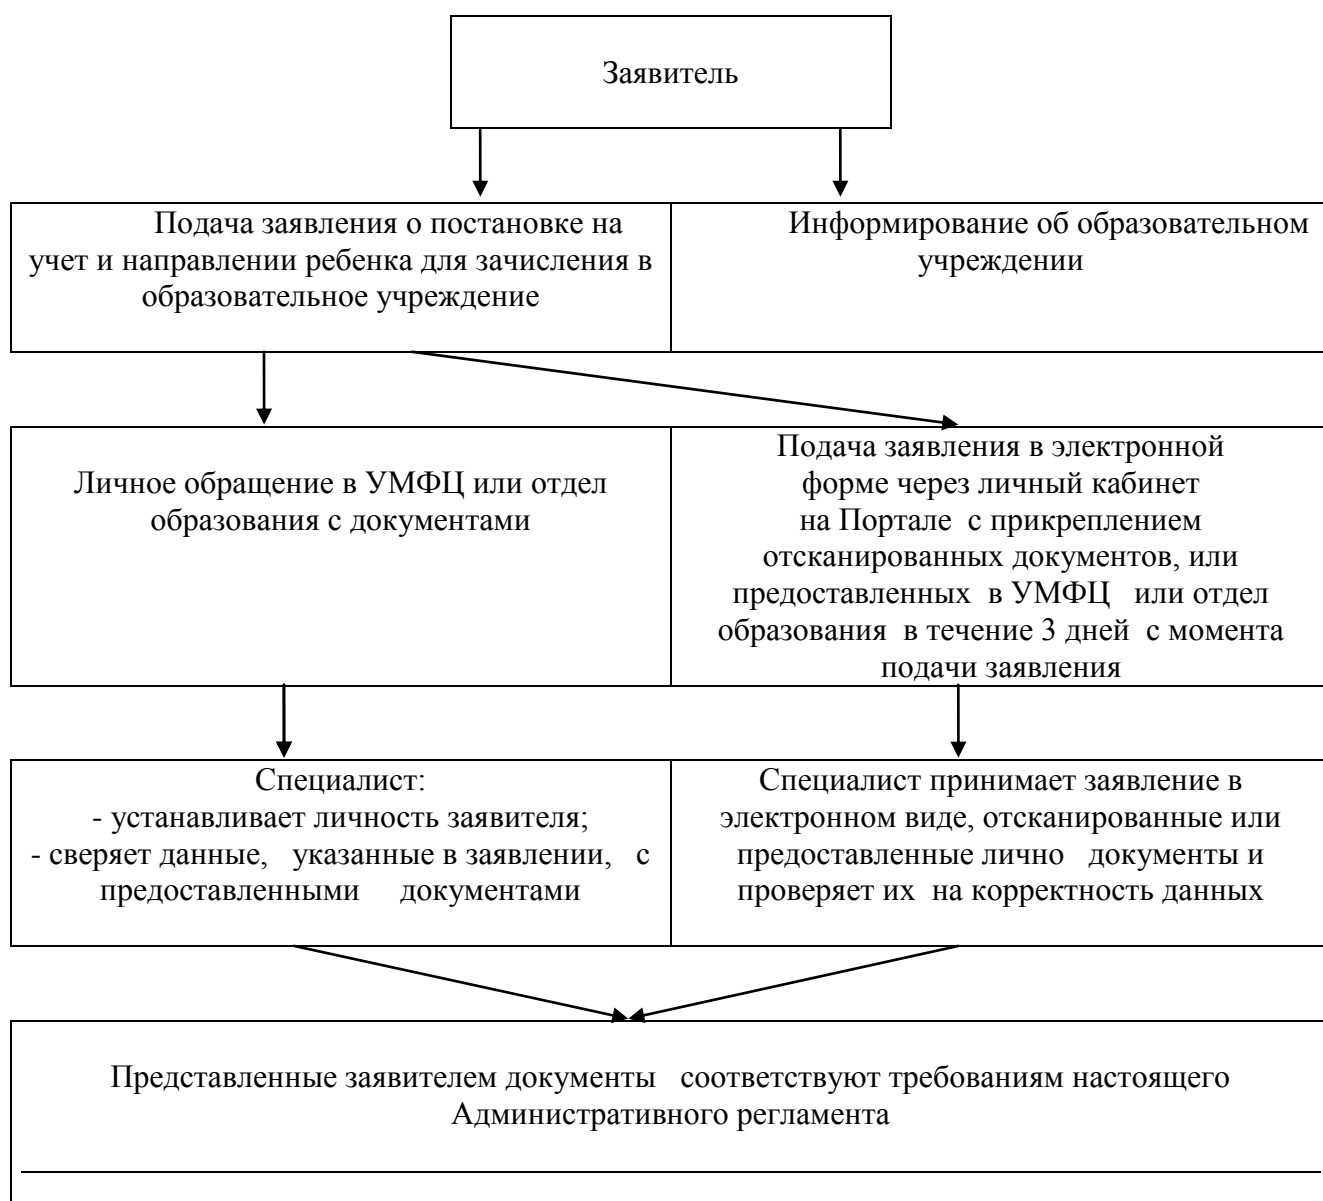 Заявитель
Подача заявления о постановке на
учет и направлении ребенка для зачисления в
образовательное учреждение
Информирование об образовательном
учреждении
Личное обращение в УМФЦ или отдел
образования с документами
Подача заявления в электронной
форме через личный кабинет
на Портале с прикреплением
отсканированных документов, или
предоставленных в УМФЦ или отдел
образования в течение 3 дней с момента
подачи заявления
Специалист:
- устанавливает личность заявителя;
- сверяет данные, указанные в заявлении, с
предоставленными документами
Специалист принимает заявление в
электронном виде, отсканированные или
предоставленные лично документы и
проверяет их на корректность данных
Представленные заявителем документы соответствуют требованиям настоящего
Административного регламента